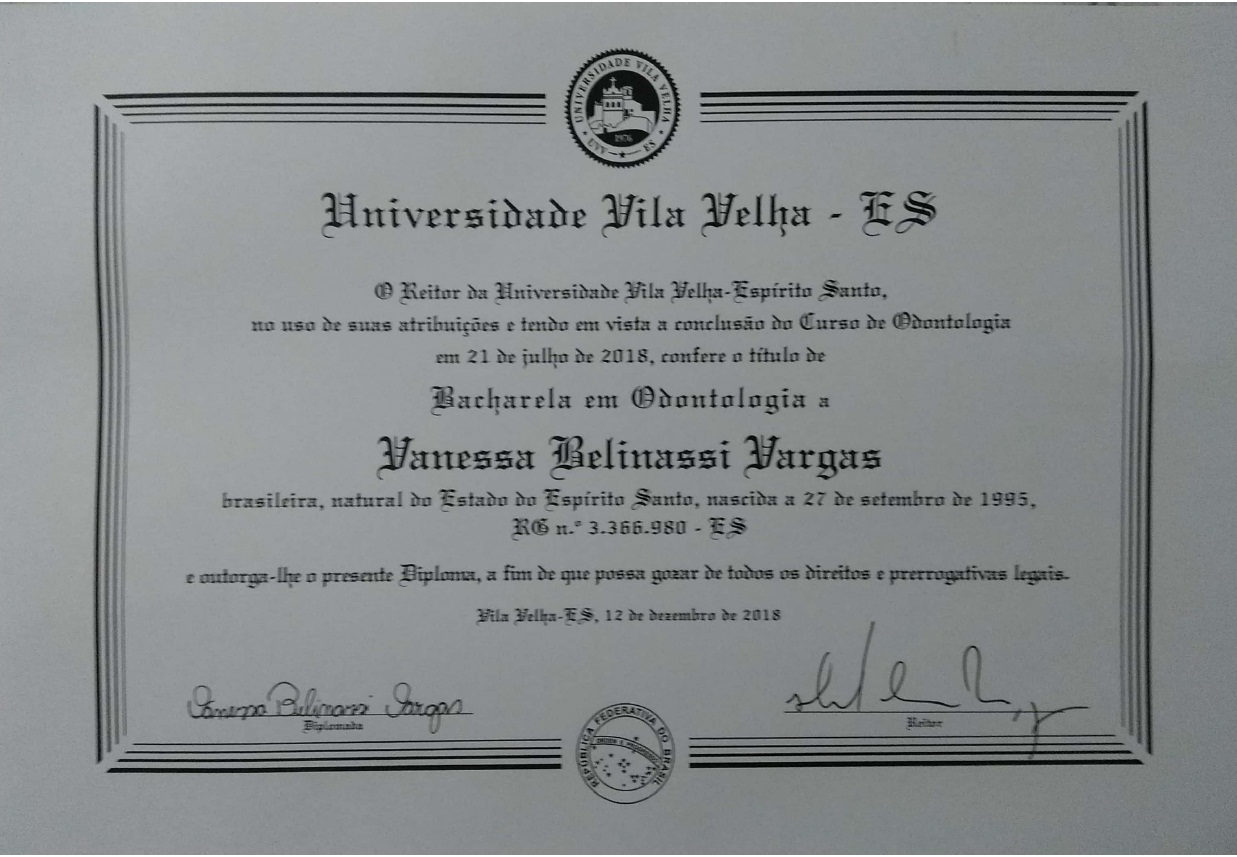 UNIVERSIDADE VILA VELHA
1976
UVV ES
Universidade Vila Velha - ES
O Reitor da Universidade Vila Velha-Espírito Santo,
no uso de suas atribuições e tendo em vista a conclusão do Curso de Odontologia
em 21 de julho de 2018, confere o título de
Bacharela em Odontologia a
Vanessa Belinassi Vargas
brasileira, natural do Estado do Espírito Santo, nascida a 27 de setembro de 1995,
RG n.º 3.366.980 - ES
e outorga-lhe o presente Diploma, a fim de que possa gozar de todos os direitos e prerrogativas legais.
Vila Velha-ES, 12 de dezembro de 2018
Vanessa Belinassi Vargas
Diplomada
Reitor
REPÚBLICA FEDERATIVA DO BRASIL